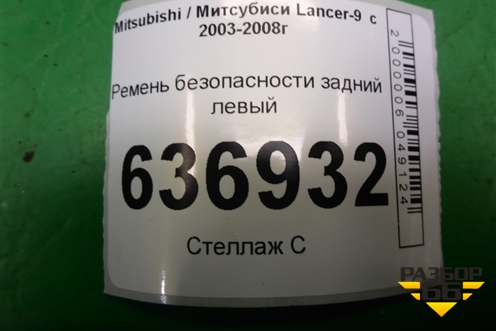 Mitsubishi / Митсубиси Lancer-9 с
2003-2008г
Ремень безопасности задний
левый
636932
Стеллаж С
2000006049124
РАЗБОР
66